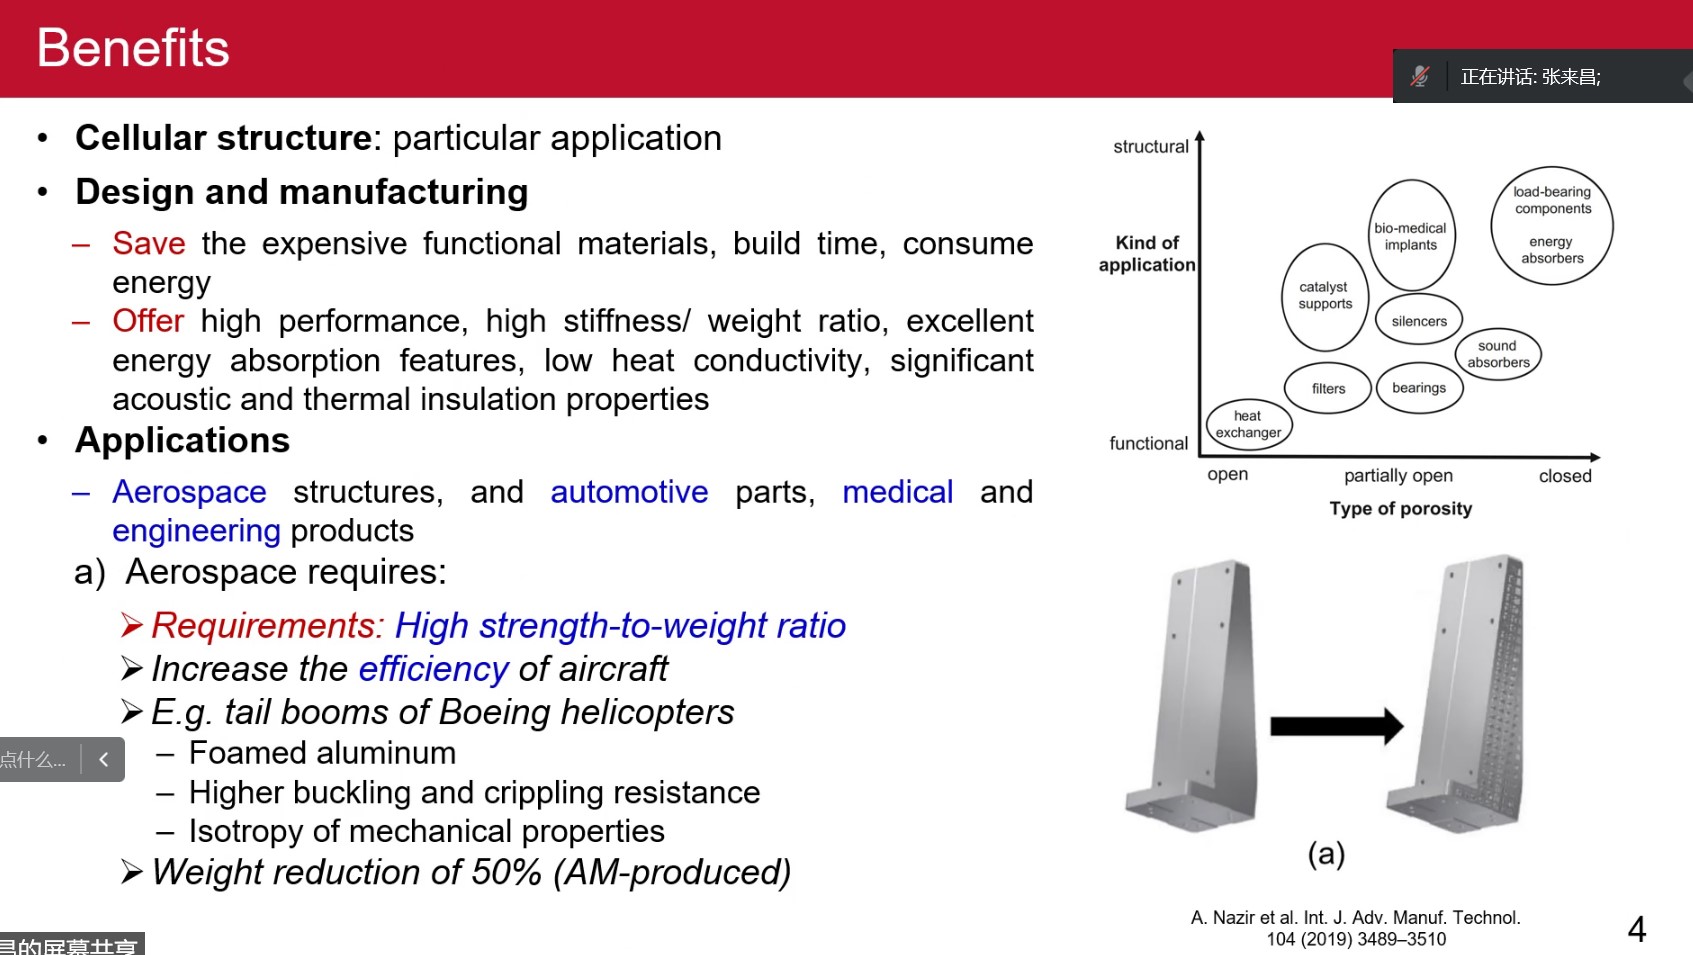 Benefits
正在讲话: 张来昌;
• Cellular structure: particular application
• Design and manufacturing
– Save the expensive functional materials, build time, consume
energy
– Offer high performance, high stiffness/ weight ratio, excellent
energy absorption features, low heat conductivity, significant
acoustic and thermal insulation properties
• Applications
– Aerospace structures, and automotive parts, medical and
engineering products
a) Aerospace requires:
➢ Requirements: High strength-to-weight ratio
➢ Increase the efficiency of aircraft
➢ E.g. tail booms of Boeing helicopters
– Foamed aluminum
– Higher buckling and crippling resistance
– Isotropy of mechanical properties
➢ Weight reduction of 50% (AM-produced)
点什么...
昌的屏幕共享
structural
Kind of
application
functional
load-bearing
components
energy
absorbers
bio-medical
implants
catalyst
supports
silencers
sound
absorbers
filters
bearings
heat
exchanger
open
partially open
closed
Type of porosity
(a)
A. Nazir et al. Int. J. Adv. Manuf. Technol.
104 (2019) 3489–3510
4